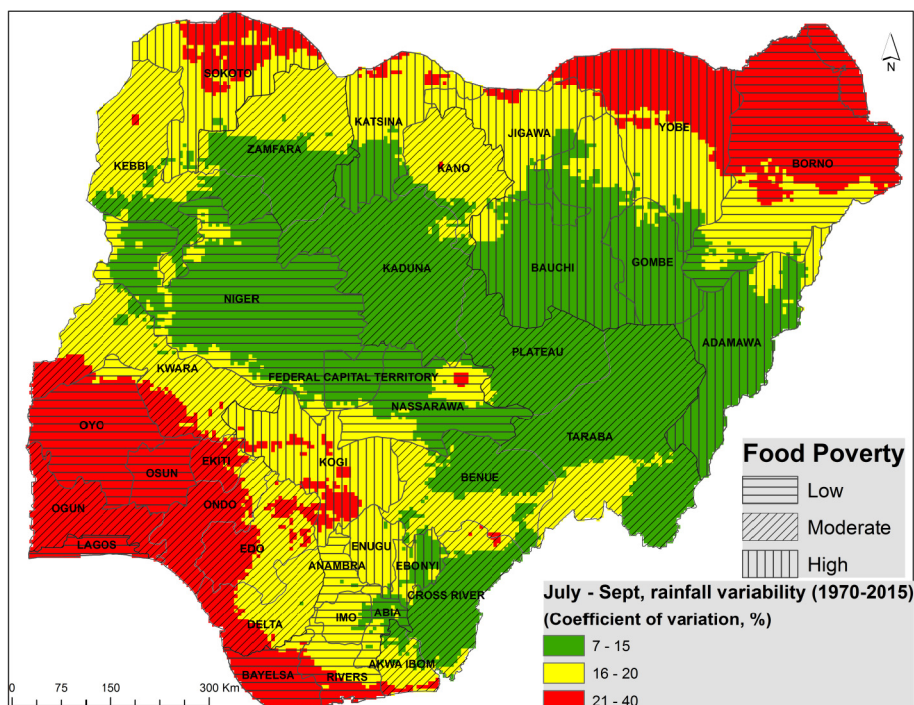 N
SOKOTO
KATSINA
JIGAWA
YOBE
ZAMFARA
KEBBI
KANO
BORNO
KADUNA
BAUCHI
GOMBE
NIGER
ADAMAWA
PLATEAU
KWARA
FEDERAL CAPITAL TERRITORY
NASSARAWA
OYO
TARABA
EKITI
KOGI
OSUN
BENUE
OGUN
ONDO
LAGOS
EDO
ENUGU
ANAMBRA
EBONYI
CROSS RIVER
IMO
ABIA
DELTA
AKWA IBOM
BAYELSA
RIVERS
Food Poverty
Low
Moderate
High
July - Sept, rainfall variability (1970-2015)
(Coefficient of variation, %)
7 - 15
16 - 20
21 - 40
0 75 150 300 Km